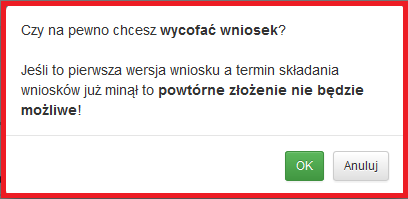 Czy na pewno chcesz wycofać wniosek?
Jeśli to pierwsza wersja wniosku a termin składania
wniosków już minął to powtórne złożenie nie będzie
możliwe!
OK Anuluj